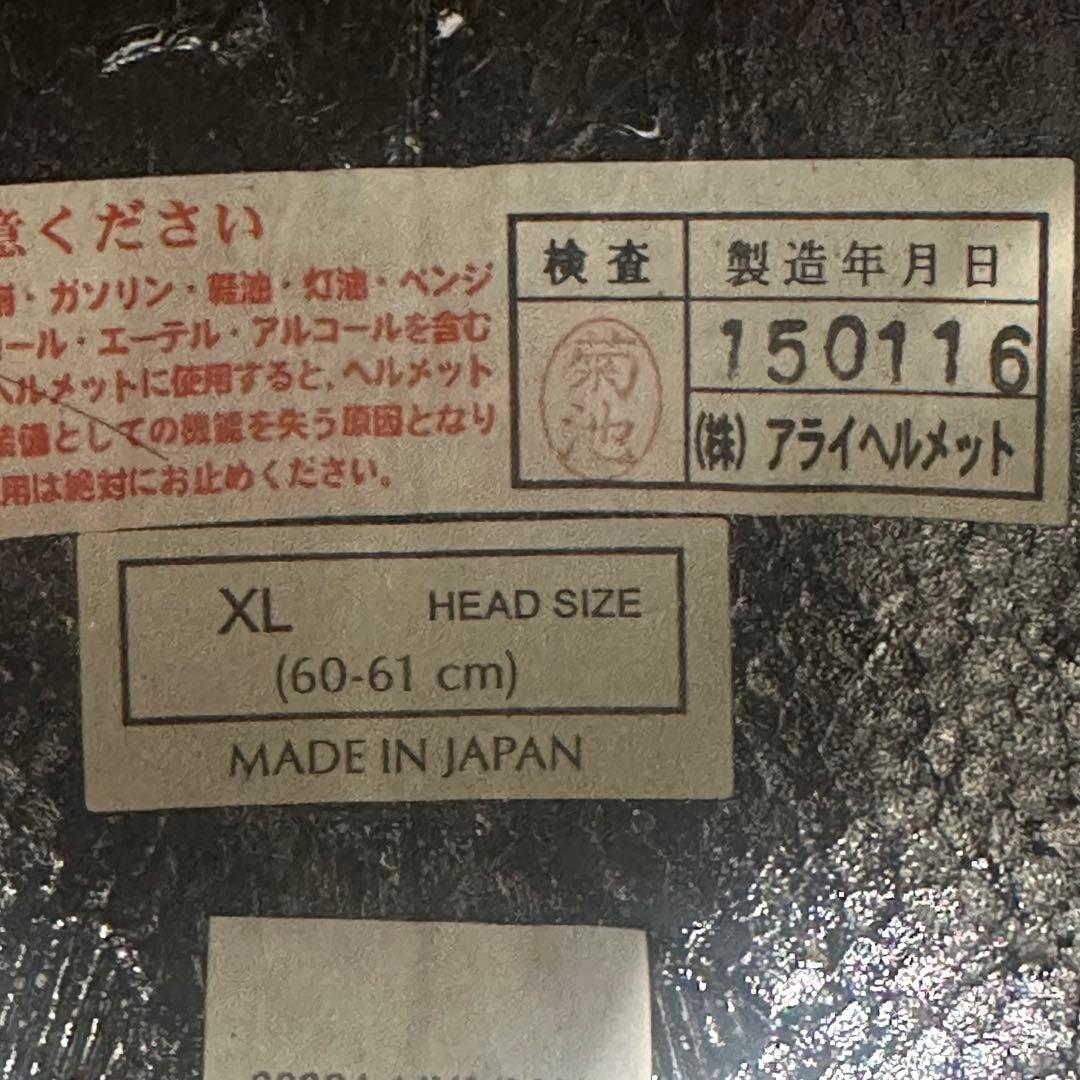 意ください
・ガソリン・軽油・灯油・ベンジ
ール・エーテル・アルコールを含む
ヘルメットに使用すると、ヘルメット
装備としての機能を失う原因となり
用は絶対にお止めください。
検査
製造年月日
菊池
150116
(株)アライヘルメット
XL HEAD SIZE
(60-61 cm)
MADE IN JAPAN